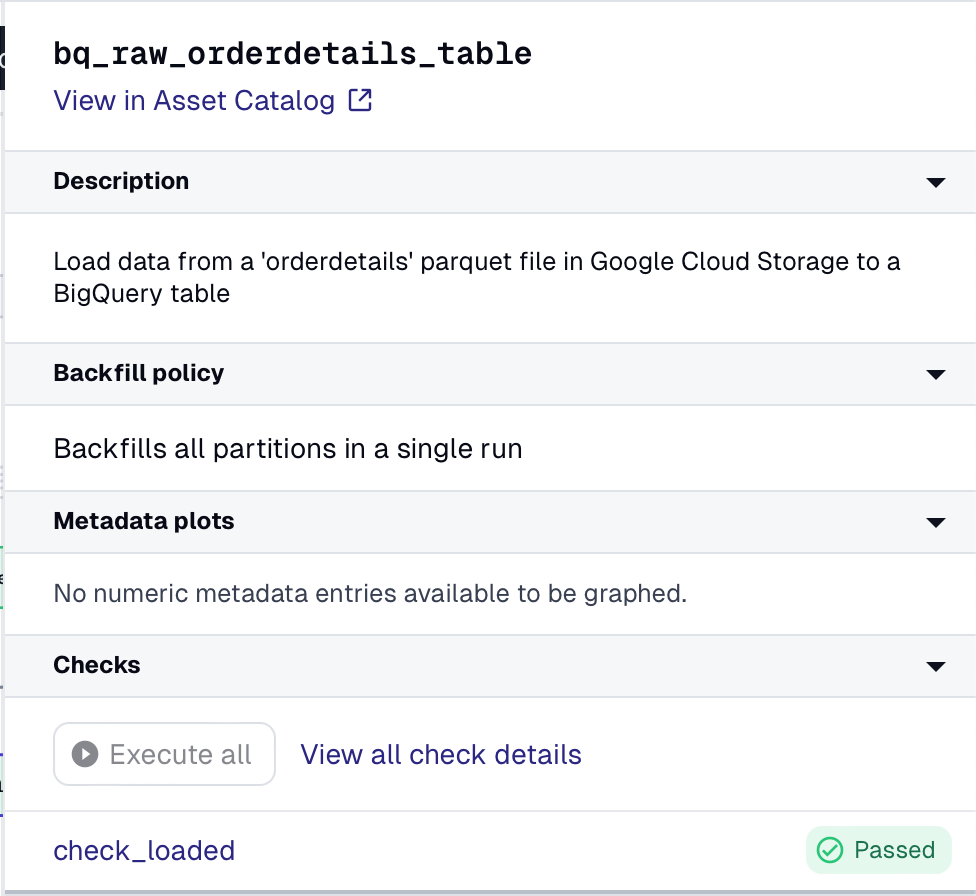 bq_raw_orderdetails_table
View in Asset Catalog
Description
Load data from a 'orderdetails' parquet file in Google Cloud Storage to a
BigQuery table
Backfill policy
Backfills all partitions in a single run
Metadata plots
No numeric metadata entries available to be graphed.
Checks
Execute all View all check details
check_loaded Passed